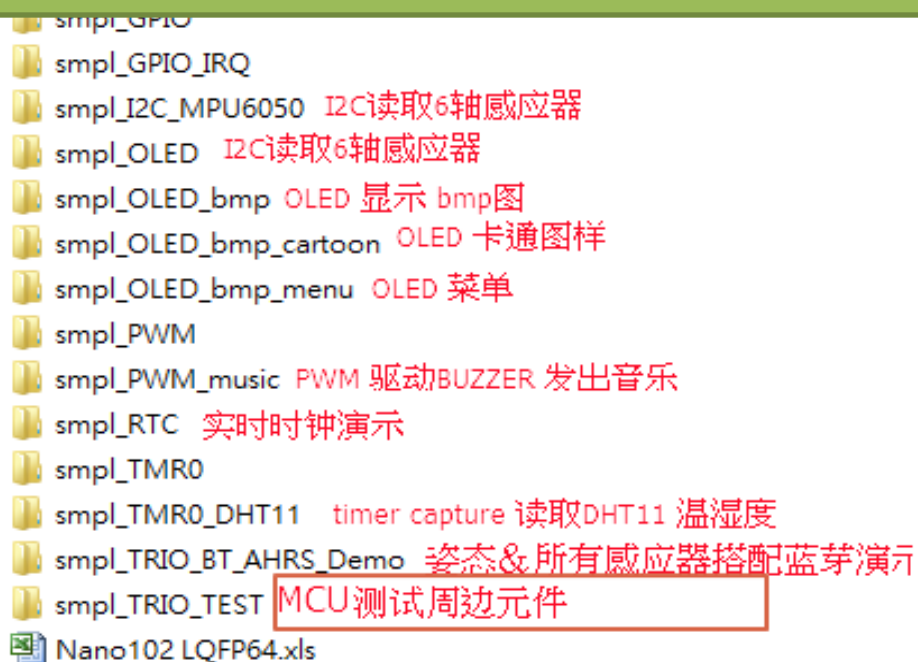 smpl_GPIO
smpl_GPIO_IRQ
smpl_I2C_MPU6050 I2C读取6轴感应器
smpl_OLED I2C读取6轴感应器
smpl_OLED_bmp OLED 显示 bmp图
smpl_OLED_bmp_cartoon OLED 卡通图样
smpl_OLED_bmp_menu OLED 菜单
smpl_PWM
smpl_PWM_music PWM 驱动BUZZER 发出音乐
smpl_RTC 实时时钟演示
smpl_TMR0
smpl_TMR0_DHT11 timer capture 读取DHT11 温湿度
smpl_TRIO_BT_AHRS_Demo 姿态&所有感应器搭配蓝芽演示
smpl_TRIO_TEST MCU测试周边元件
Nano102 LQFP64.xls